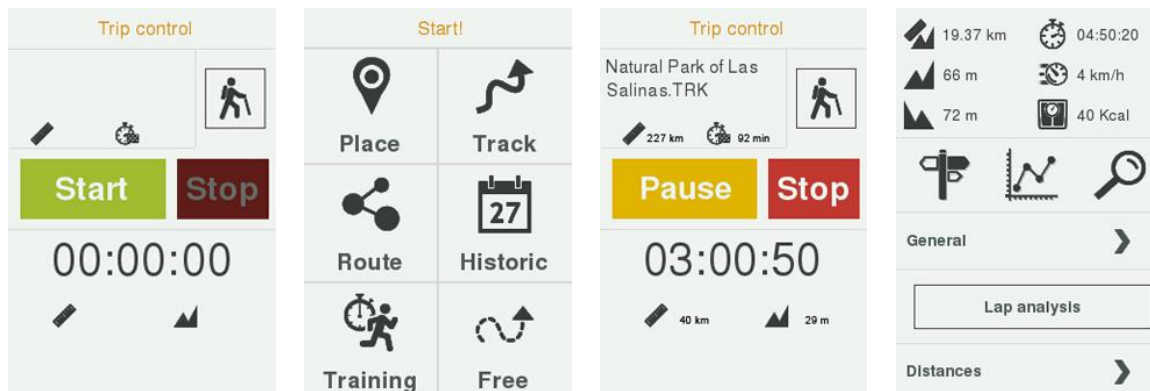 Trip control
Start
Stop
00:00:00
Start!
Place
Track
Route
27
Historic
Training
Free
Trip control
Natural Park of Las
Salinas.TRK
227 km
92 min
Pause
Stop
03:00:50
40 km
29 m
19.37 km
04:50:20
66 m
4 km/h
72 m
40 Kcal
General
Lap analysis
Distances